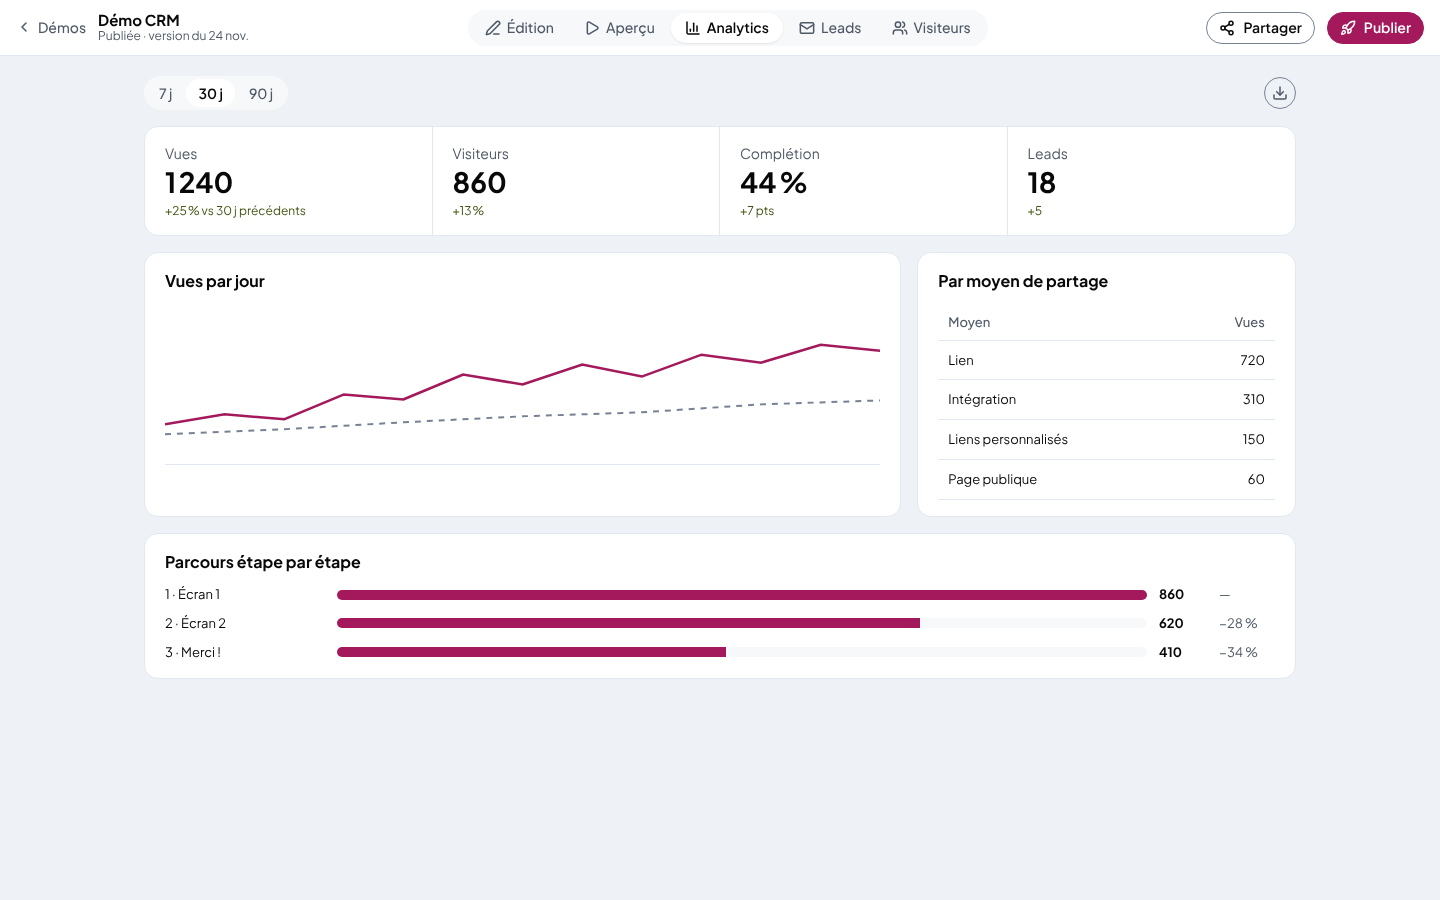 Démos
Démo CRM
Publiée · version du 24 nov.
Édition
Aperçu
Analytics
Leads
Visiteurs
Partager
Publier
7 j
30 j
90 j
Vues
1 240
+25 % vs 30 j précédents
Visiteurs
860
+13 %
Complétion
44 %
+7 pts
Leads
18
+5
Vues par jour
Par moyen de partage
Moyen Vues
Lien 720
Intégration 310
Liens personnalisés 150
Page publique 60
Parcours étape par étape
1 · Écran 1 860 —
2 · Écran 2 620 −28 %
3 · Merci ! 410 −34 %